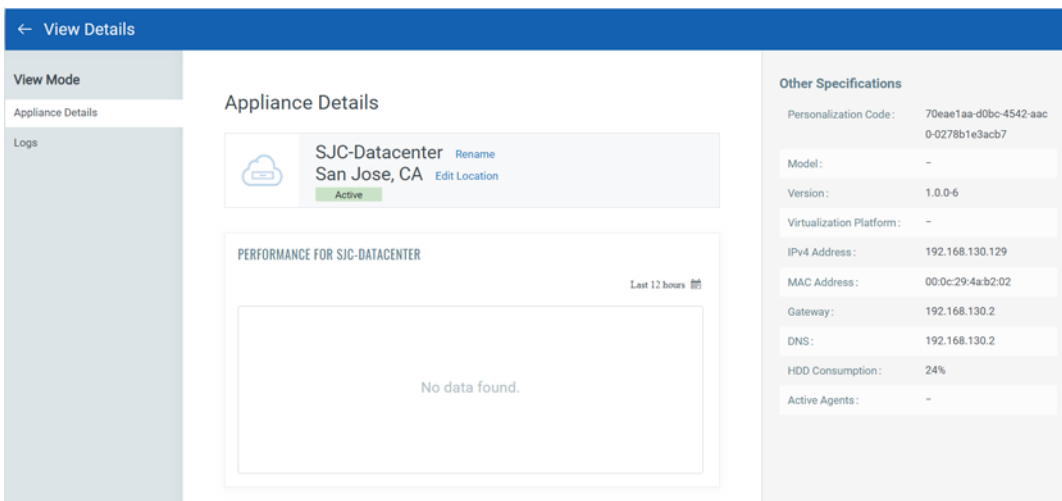 ← View Details
View Mode
Appliance Details
Logs
Appliance Details
SJC-Datacenter Rename
San Jose, CA Edit Location
Active
PERFORMANCE FOR SJC-DATACENTER
Last 12 hours
No data found.
Other Specifications
Personalization Code: 70eae1aa-d0bc-4542-aac
0-0278b1e3acb7
Model: –
Version: 1.0.0-6
Virtualization Platform: –
IPv4 Address: 192.168.130.129
MAC Address: 00:0c:29:4a:b2:02
Gateway: 192.168.130.2
DNS: 192.168.130.2
HDD Consumption: 24%
Active Agents: –